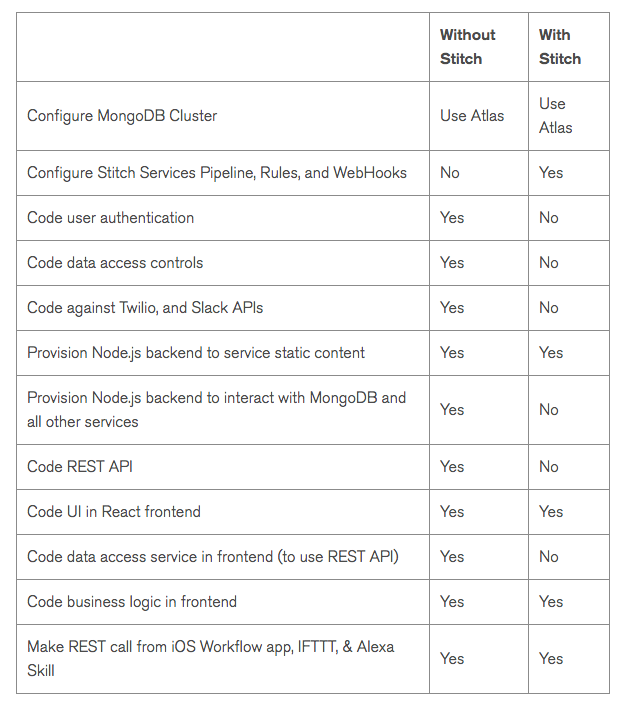 Without Stitch
With Stitch
Configure MongoDB Cluster
Use Atlas
Use Atlas
Configure Stitch Services Pipeline, Rules, and WebHooks
No
Yes
Code user authentication
Yes
No
Code data access controls
Yes
No
Code against Twilio, and Slack APIs
Yes
No
Provision Node.js backend to service static content
Yes
Yes
Provision Node.js backend to interact with MongoDB and
all other services
Yes
No
Code REST API
Yes
No
Code UI in React frontend
Yes
Yes
Code data access service in frontend (to use REST API)
Yes
No
Code business logic in frontend
Yes
Yes
Make REST call from iOS Workflow app, IFTTT, & Alexa
Skill
Yes
Yes